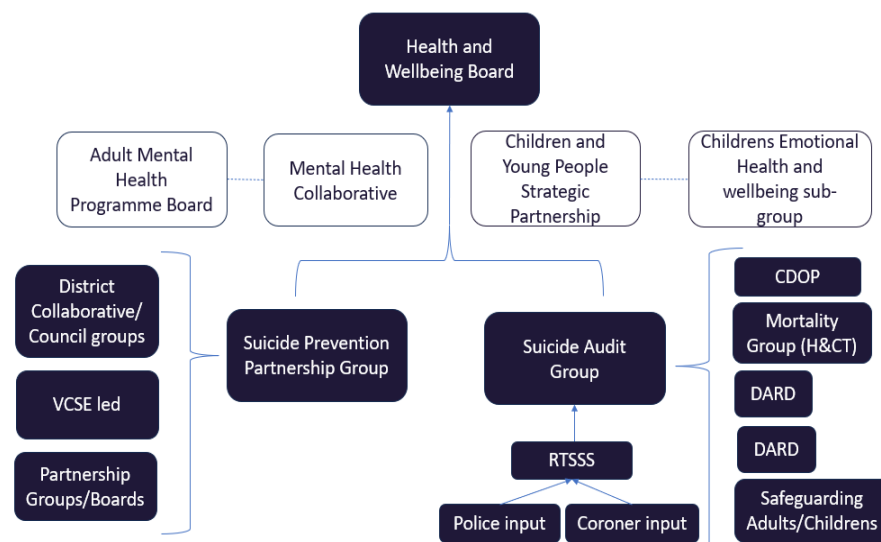 Health and
Wellbeing Board
Adult Mental
Health
Programme Board
Mental Health
Collaborative
Children and
Young People
Strategic
Partnership
Childrens Emotional
Health and
wellbeing sub-
group
District
Collaborative/
Council groups
VCSE led
Partnership
Groups/Boards
Suicide Prevention
Partnership Group
Suicide Audit
Group
RTSSS
Police input
Coroner input
CDOP
Mortality
Group (H&CT)
DARD
DARD
Safeguarding
Adults/Childrens